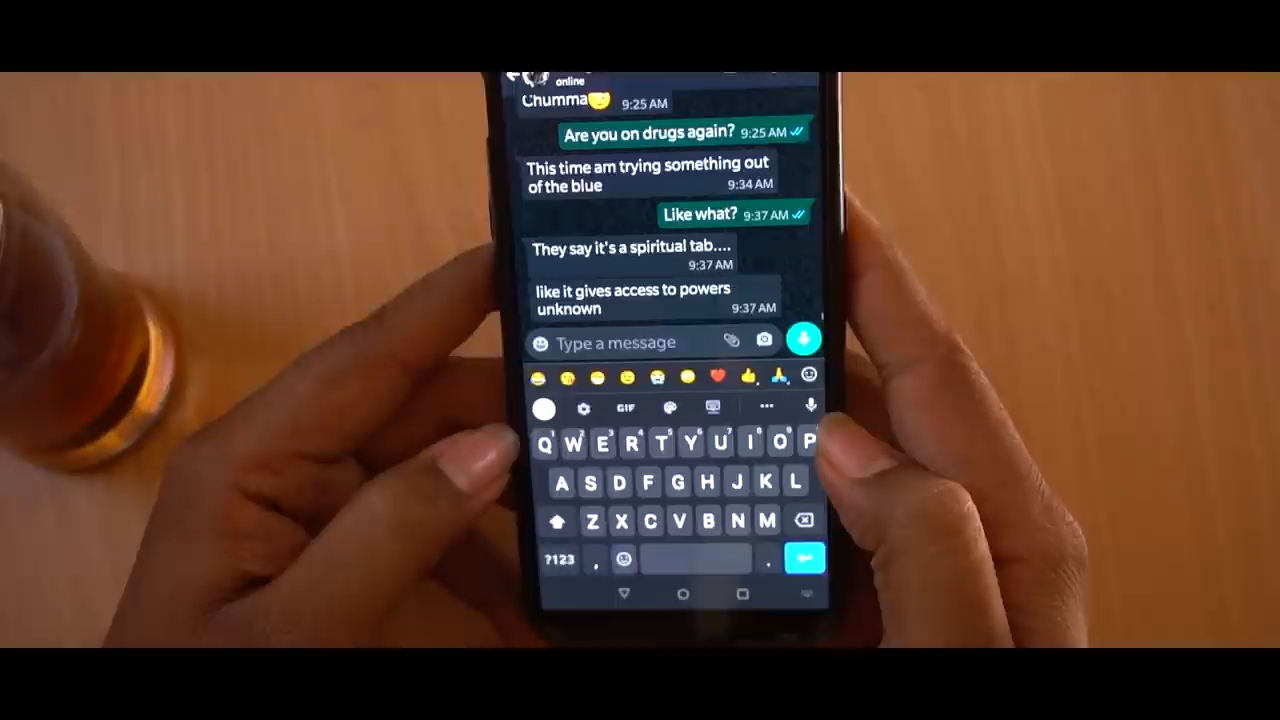 online
Chumma😇 9:25 AM
Are you on drugs again? 9:25 AM
This time am trying something out
of the blue 9:34 AM
Like what? 9:37 AM
They say it's a spiritual tab....
9:37 AM
like it gives access to powers
unknown 9:37 AM
Type a message
GIF
Q W E R T Y U I O P
A S D F G H J K L
Z X C V B N M
?123 , .